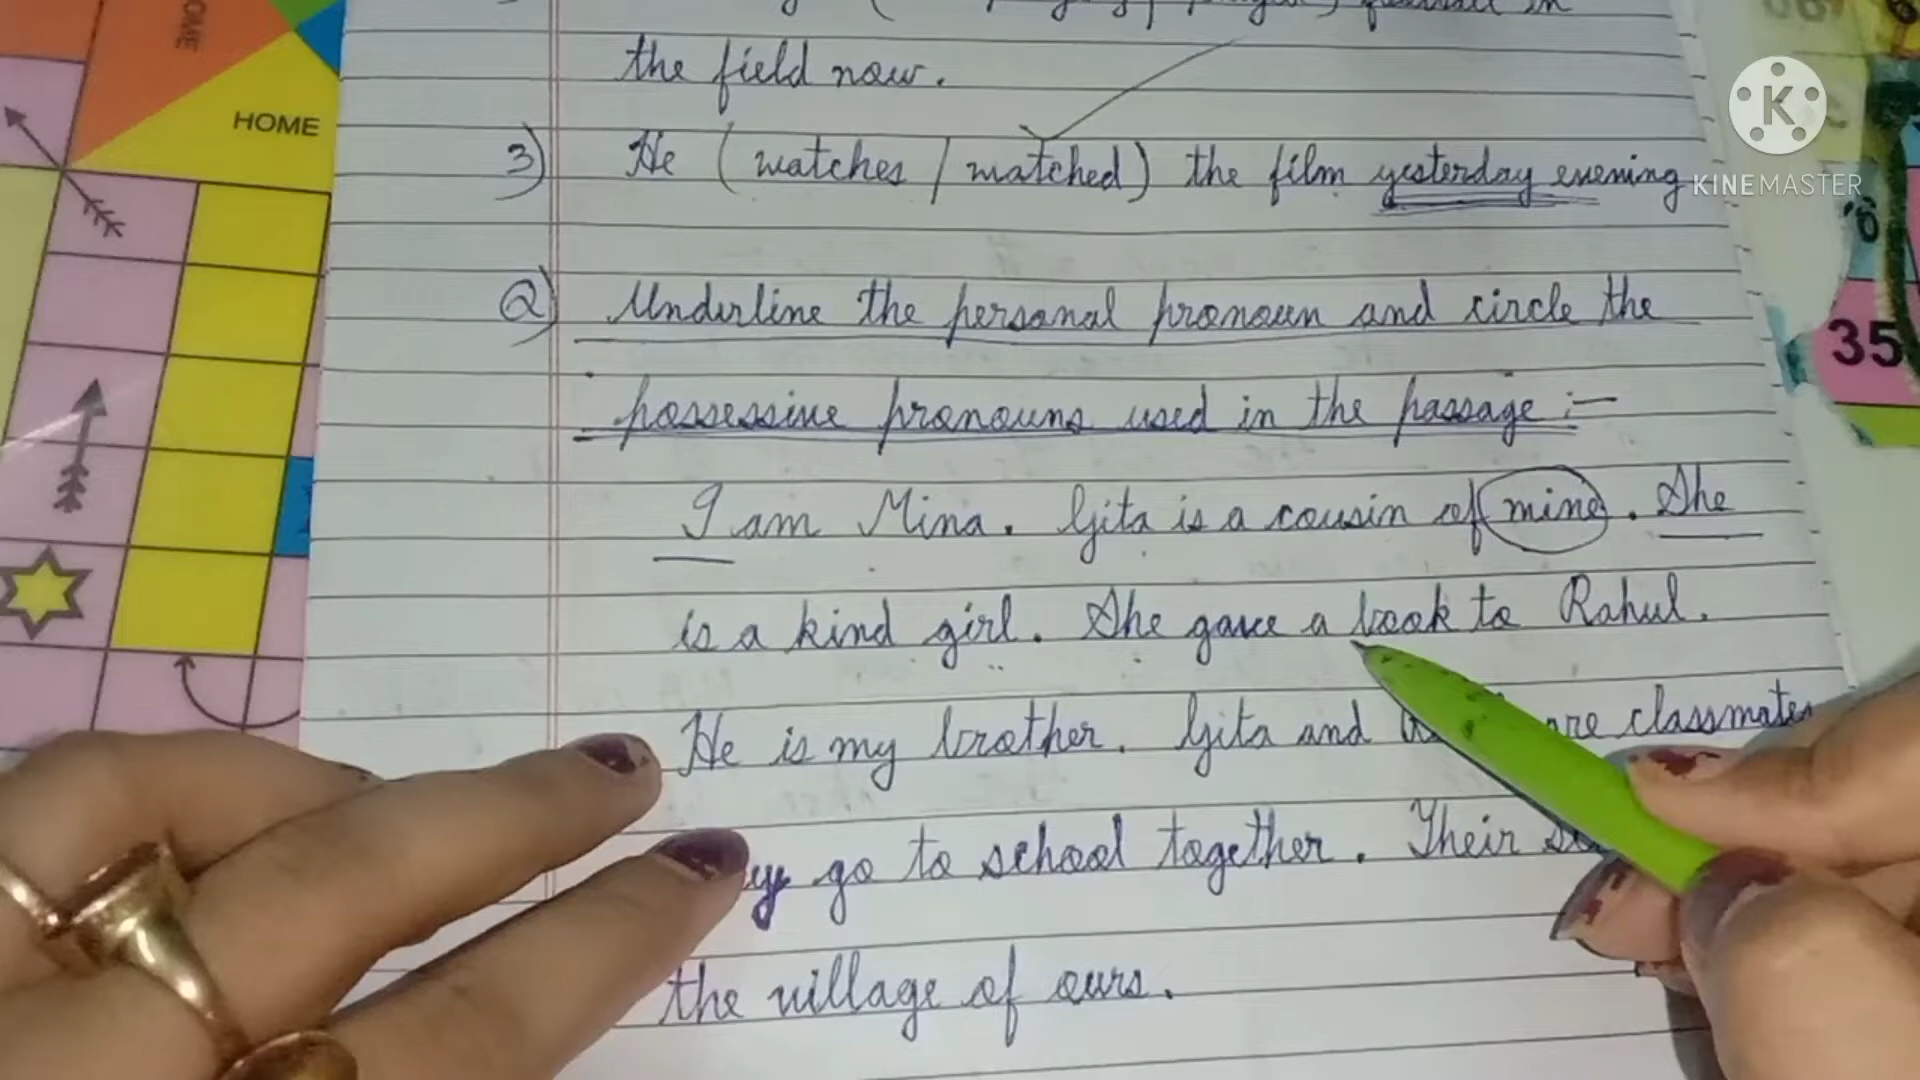 the field now.
3) He (watches / watched) the film yesterday evening
Q) Underline the personal pronoun and circle the
possessive pronouns used in the passage :-
I am Mina. Gita is a cousin of mine. She
is a kind girl. She gave a book to Rahul.
He is my brother. Gita and are classmates
go to school together. Their
the village of ours.
HOME
35
K
KINEMASTER